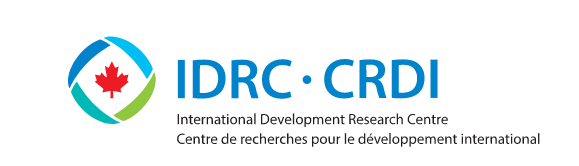 IDRC · CRDI
International Development Research Centre
Centre de recherches pour le développement international